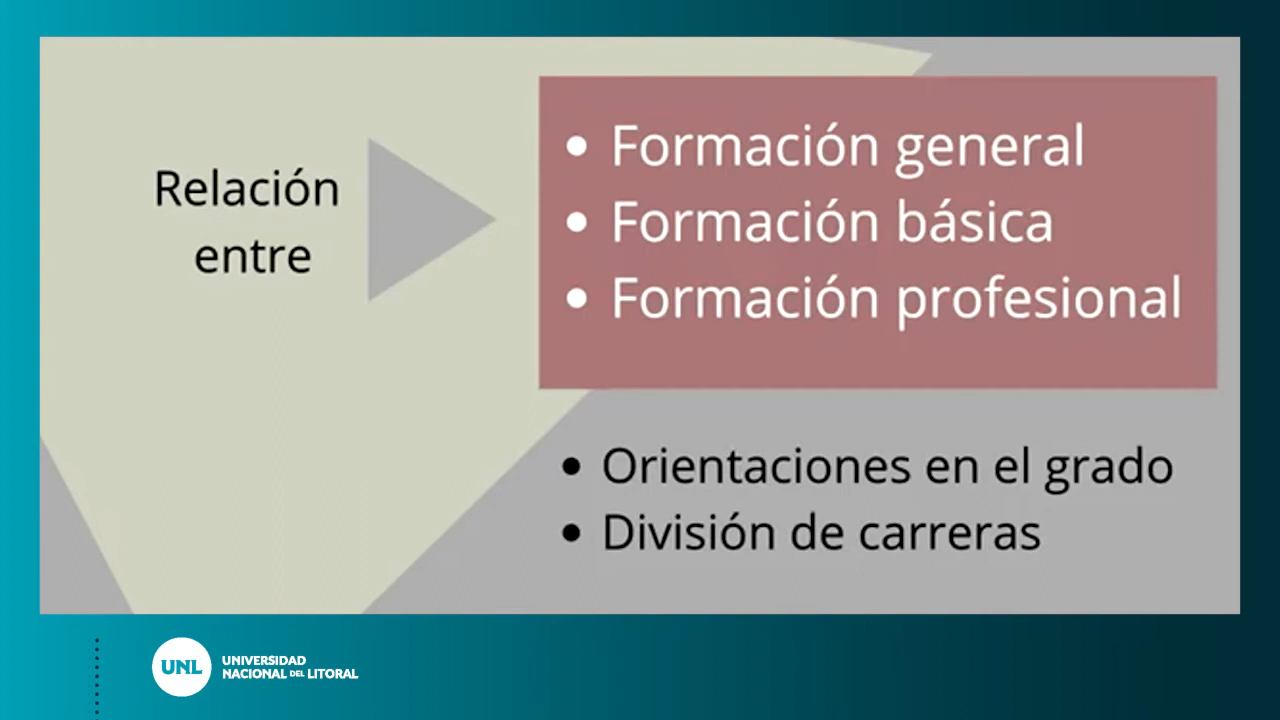 Relación
entre
• Formación general
• Formación básica
• Formación profesional
• Orientaciones en el grado
• División de carreras
UNL
UNIVERSIDAD
NACIONAL DEL LITORAL